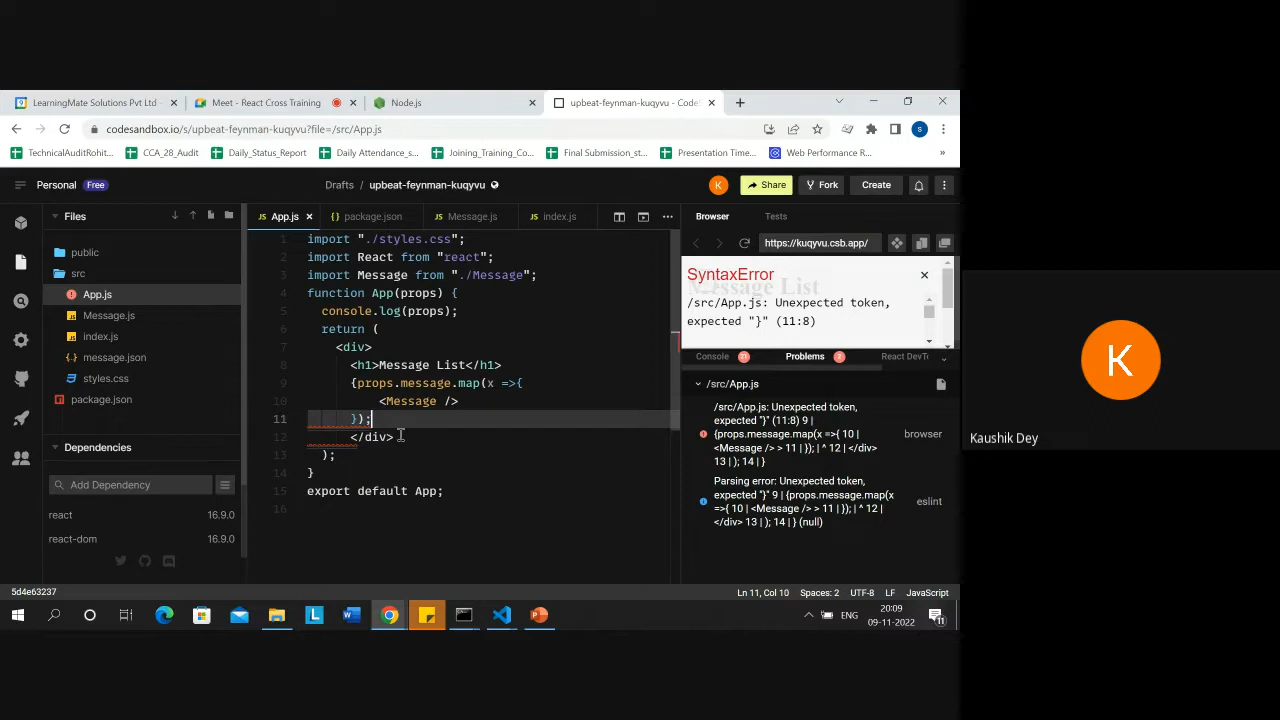 LearningMate Solutions Pvt Ltd -
Meet - React Cross Training
Node.js
upbeat-feynman-kuqyvu - CodeS
codesandbox.io/s/upbeat-feynman-kuqyvu?file=/src/App.js
TechnicalAuditRohit...
CCA_28_Audit
Daily_Status_Report
Daily Attendance_s...
Joining_Training_Co...
Final Submission_st...
Presentation Time...
Web Performance R...
»
Personal Free
Drafts / upbeat-feynman-kuqyvu
K
Share
Fork
Create
Files
public
src
App.js
Message.js
index.js
message.json
styles.css
package.json
Dependencies
Add Dependency
react 16.9.0
react-dom 16.9.0
JS App.js
{} package.json
JS Message.js
JS index.js
1 import "./styles.css";
2 import React from "react";
3 import Message from "./Message";
4 function App(props) {
5 console.log(props);
6 return (
7 <div>
8 <h1>Message List</h1>
9 {props.message.map(x =>{
10 <Message />
11 });
12 </div>
13 );
14 }
15 export default App;
16
Browser
Tests
https://kuqyvu.csb.app/
Message List
SyntaxError
/src/App.js: Unexpected token,
expected "}" (11:8)
Console 21
Problems 2
React DevTo
/src/App.js
/src/App.js: Unexpected token,
expected "}" (11:8) 9 |
{props.message.map(x =>{ 10 |
<Message /> > 11 | }); | ^ 12 | </div>
13 | ); 14 | }
browser
Parsing error: Unexpected token,
expected "}" 9 | {props.message.map(x
=>{ 10 | <Message /> > 11 | }); | ^ 12 |
</div> 13 | ); 14 | } (null)
eslint
5d4e63237
Ln 11, Col 10
Spaces: 2
UTF-8
LF
JavaScript
ENG
20:09
09-11-2022
K
Kaushik Dey